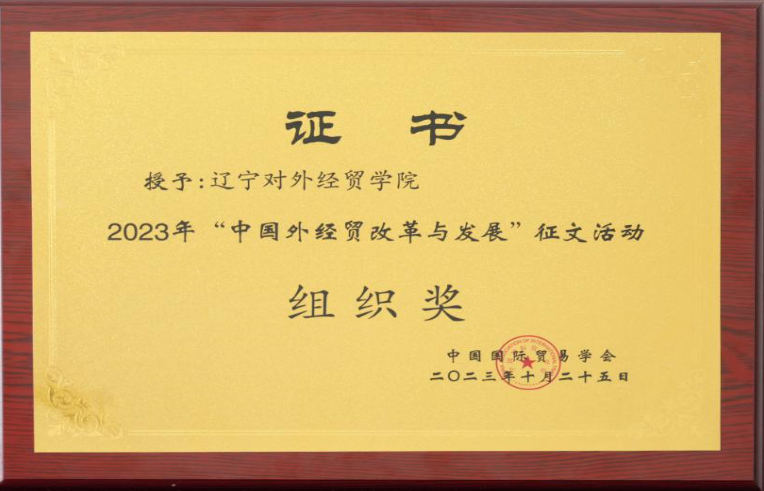 证 书
授予:辽宁对外经贸学院
2023年“中国外经贸改革与发展”征文活动
组织奖
中国国际贸易学会
二〇二三年十月二十五日